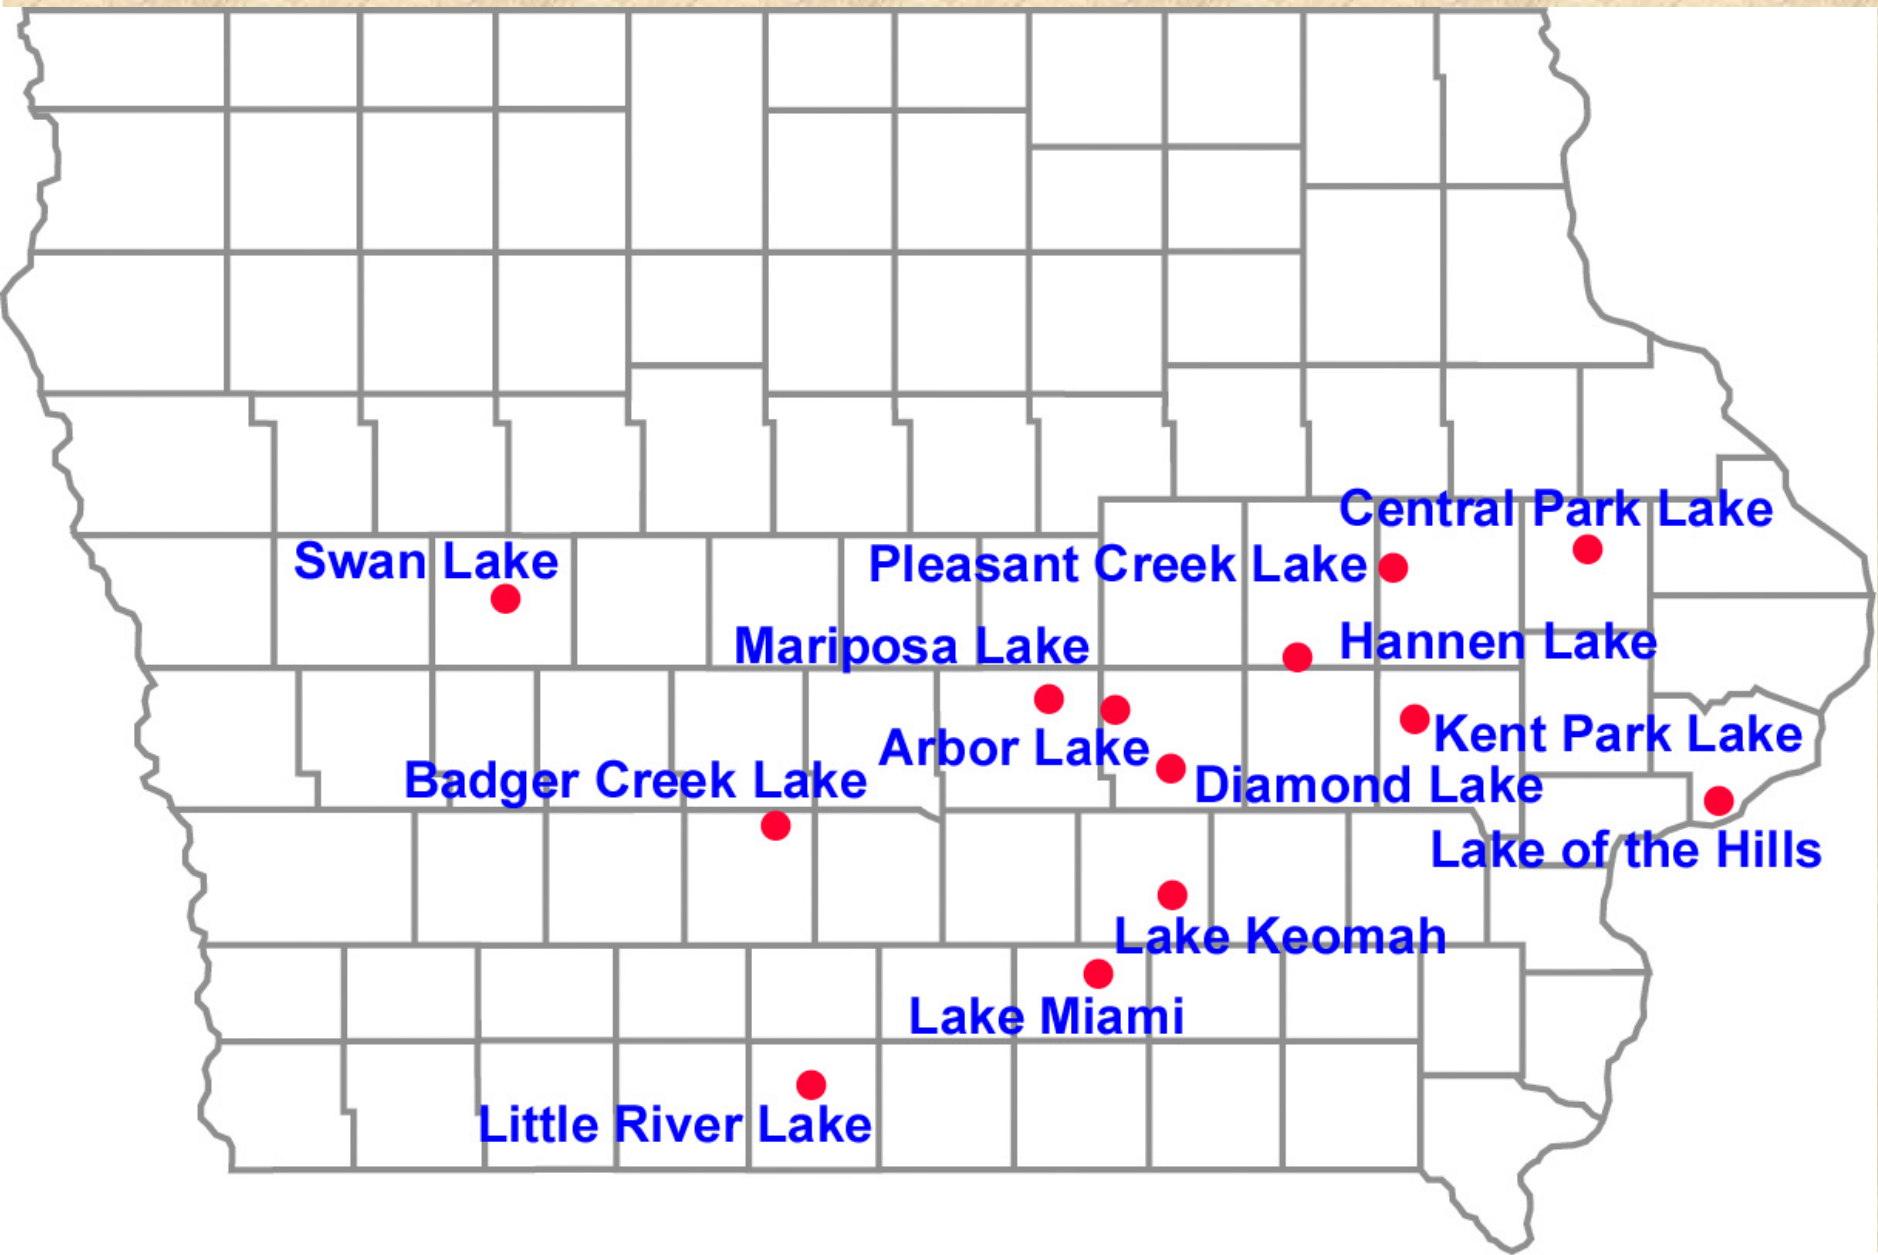 Central Park Lake
Swan Lake
Pleasant Creek Lake
Mariposa Lake
Hannen Lake
Arbor Lake
Kent Park Lake
Badger Creek Lake
Diamond Lake
Lake of the Hills
Lake Keomah
Lake Miami
Little River Lake